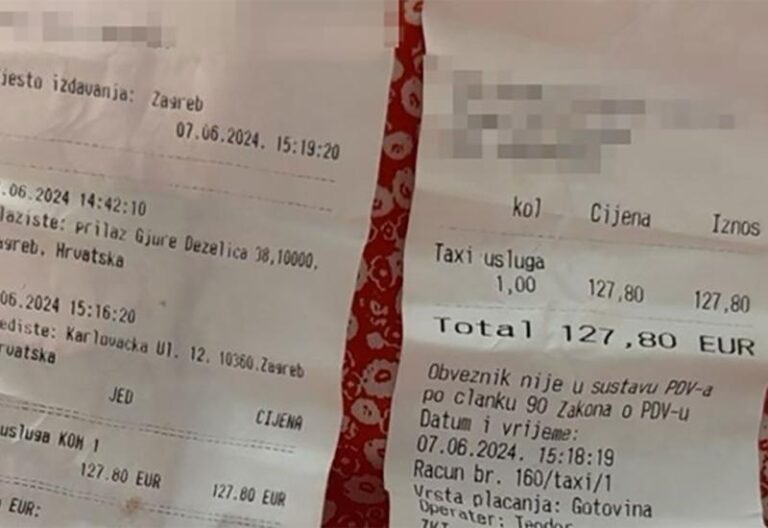 jesto izdavanja: Zagreb
07.06.2024. 15:19:20
.06.2024 14:42:10
laziste: prilaz Gjure Dezelica 38,10000,
agreb, Hrvatska
06.2024 15:16:20
ediste: Karlovacka Ul. 12, 10360,Zagreb
rvatska
JED
CIJENA
usluga KOM 1
127.80 EUR 127.80 EUR
EUR:
kol Cijena Iznos
Taxi usluga
1,00 127,80 127,80
Total 127,80 EUR
Obveznik nije u sustavu PDV-a
po clanku 90 Zakona o PDV-u
Datum i vrijeme:
07.06.2024. 15:18:19
Racun br. 160/taxi/1
Vrsta placanja: Gotovina
Operater: Teodor